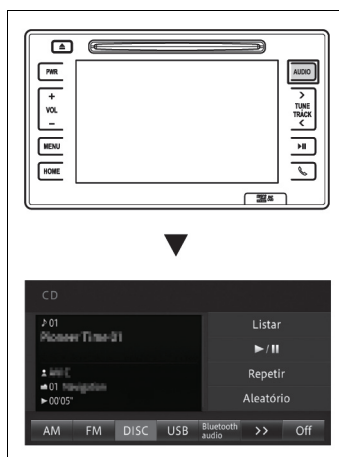 PWR
AUDIO
+
VOL
−
>
TUNE
TRACK
<
MENU
HOME
CD
01
Listar
Repetir
01
00'05"
Aleatório
AM
FM
DISC
USB
Bluetooth
audio
>>
Off